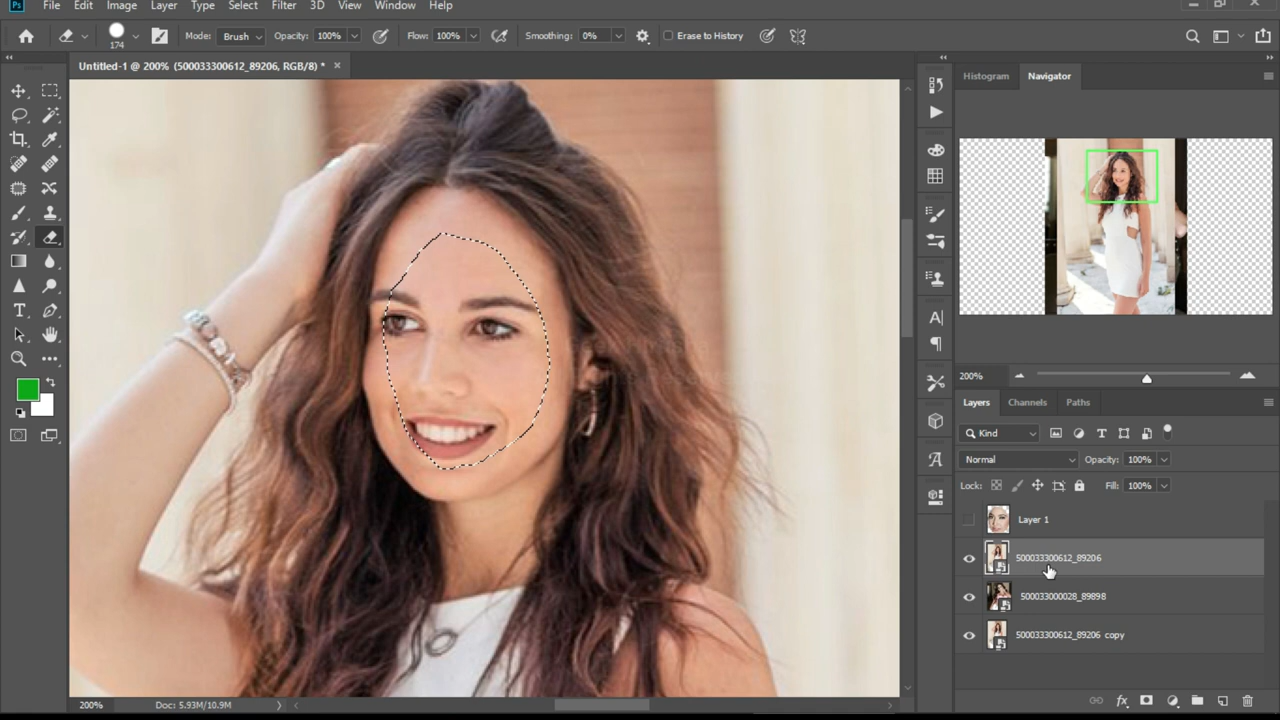 Ps File Edit Image Layer Type Select Filter 3D View Window Help
174 Mode: Brush Opacity: 100% Flow: 100% Smoothing: 0% Erase to History
Untitled-1 @ 200% (500033300612_89206, RGB/8) * ×
Histogram Navigator
200%
Layers Channels Paths
Kind
Normal Opacity: 100%
Lock: Fill: 100%
Layer 1
500033300612_89206
500033000028_89898
500033300612_89206 copy
200% Doc: 5.93M/10.9M
fx